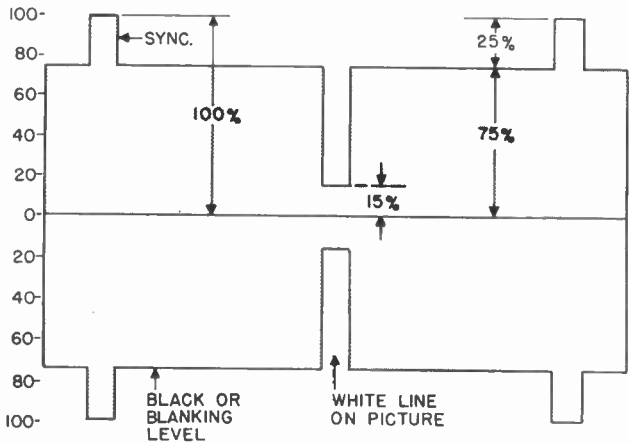 100-
80-
60-
40-
20-
0-
20-
40-
60-
80-
100-
SYNC.
100%
25%
75%
15%
BLACK OR
BLANKING
LEVEL
WHITE LINE
ON PICTURE